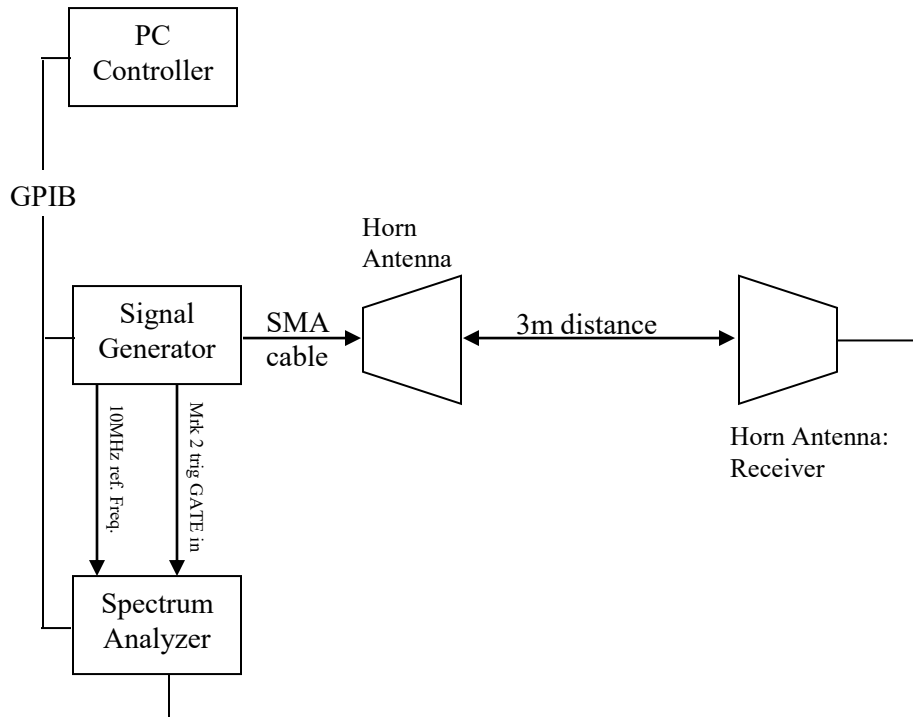 PC
Controller
GPIB
Horn
Antenna
Signal
Generator
SMA
cable
3m distance
10MHz ref. Freq.
Mrk 2 trig GATE in
Horn Antenna:
Receiver
Spectrum
Analyzer